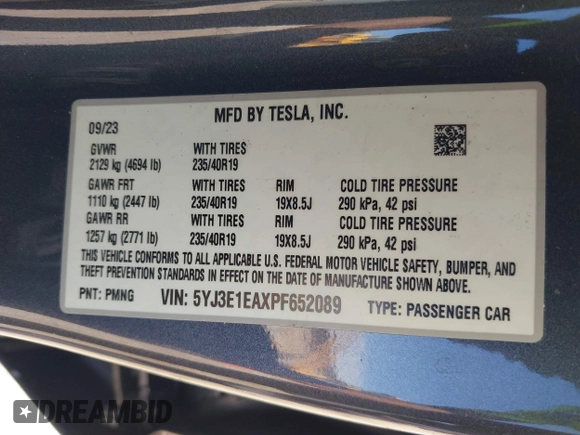 MFD BY TESLA, INC.
09/23
GVWR WITH TIRES
2129 kg (4694 lb) 235/40R19
GAWR FRT WITH TIRES RIM COLD TIRE PRESSURE
1110 kg (2447 lb) 235/40R19 19X8.5J 290 kPa, 42 psi
GAWR RR WITH TIRES RIM COLD TIRE PRESSURE
1257 kg (2771 lb) 235/40R19 19X8.5J 290 kPa, 42 psi
THIS VEHICLE CONFORMS TO ALL APPLICABLE U.S. FEDERAL MOTOR VEHICLE SAFETY, BUMPER, AND
THEFT PREVENTION STANDARDS IN EFFECT ON THE DATE OF MANUFACTURE SHOWN ABOVE.
PNT: PMNG VIN: 5YJ3E1EAXPF652089 TYPE: PASSENGER CAR
DREAMBID